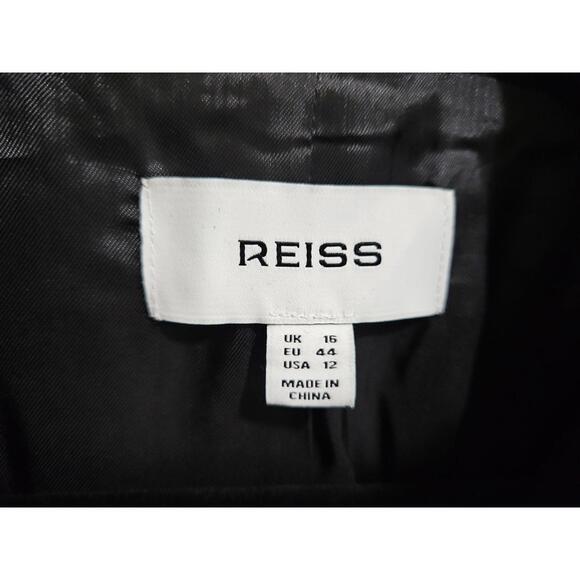 REISS
UK 16
EU 44
USA 12
MADE IN
CHINA